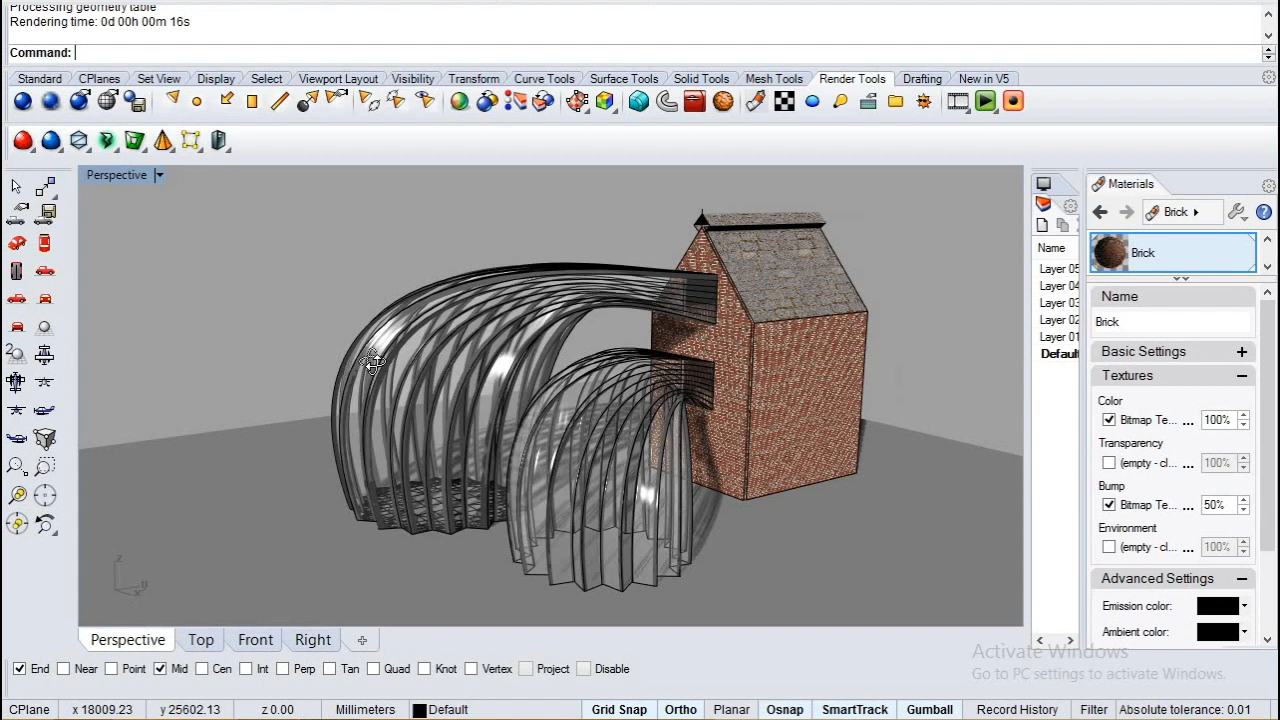 Processing geometry table
Rendering time: 0d 00h 00m 16s
Command:
Standard CPlanes Set View Display Select Viewport Layout Visibility Transform Curve Tools Surface Tools Solid Tools Mesh Tools Render Tools Drafting New in V5
Perspective
Materials
Brick
Brick
Name
Layer 05
Layer 04
Layer 03
Layer 02
Layer 01
Default
Name
Brick
Basic Settings
Textures
Color
Bitmap Te... ... 100%
Transparency
(empty - cl... ... 100%
Bump
Bitmap Te... ... 50%
Environment
(empty - cl... ... 100%
Advanced Settings
Emission color:
Ambient color:
2
z
y
x
Perspective Top Front Right
Activate Windows
Go to PC settings to activate Windows.
End Near Point Mid Cen Int Perp Tan Quad Knot Vertex Project Disable
CPlane x 18009.23 y 25602.13 z 0.00 Millimeters Default Grid Snap Ortho Planar Osnap SmartTrack Gumball Record History Filter Absolute tolerance: 0.01